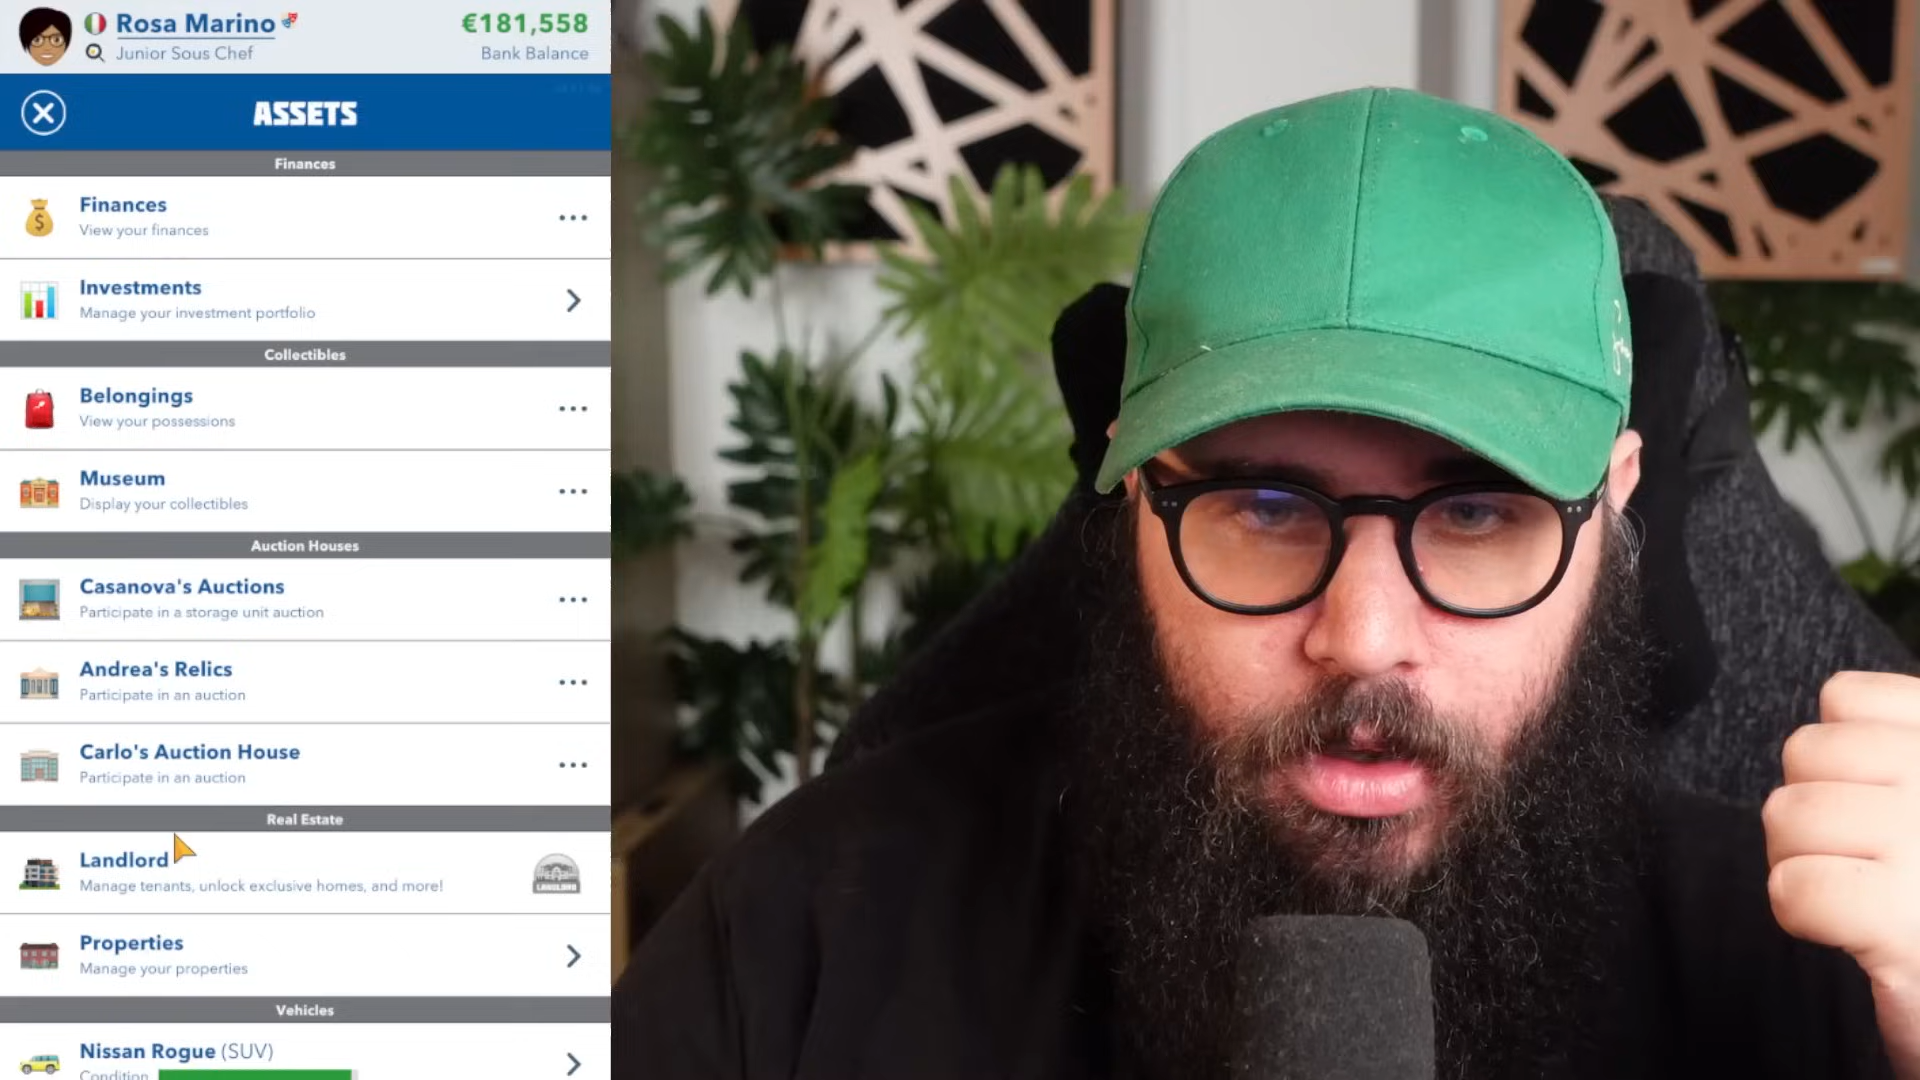 Rosa Marino
Junior Sous Chef
€181,558
Bank Balance
ASSETS
Finances
Finances
View your finances
Investments
Manage your investment portfolio
Collectibles
Belongings
View your possessions
Museum
Display your collectibles
Auction Houses
Casanova's Auctions
Participate in a storage unit auction
Andrea's Relics
Participate in an auction
Carlo's Auction House
Participate in an auction
Real Estate
Landlord
Manage tenants, unlock exclusive homes, and more!
LANDLORD
Properties
Manage your properties
Vehicles
Nissan Rogue (SUV)
Condition